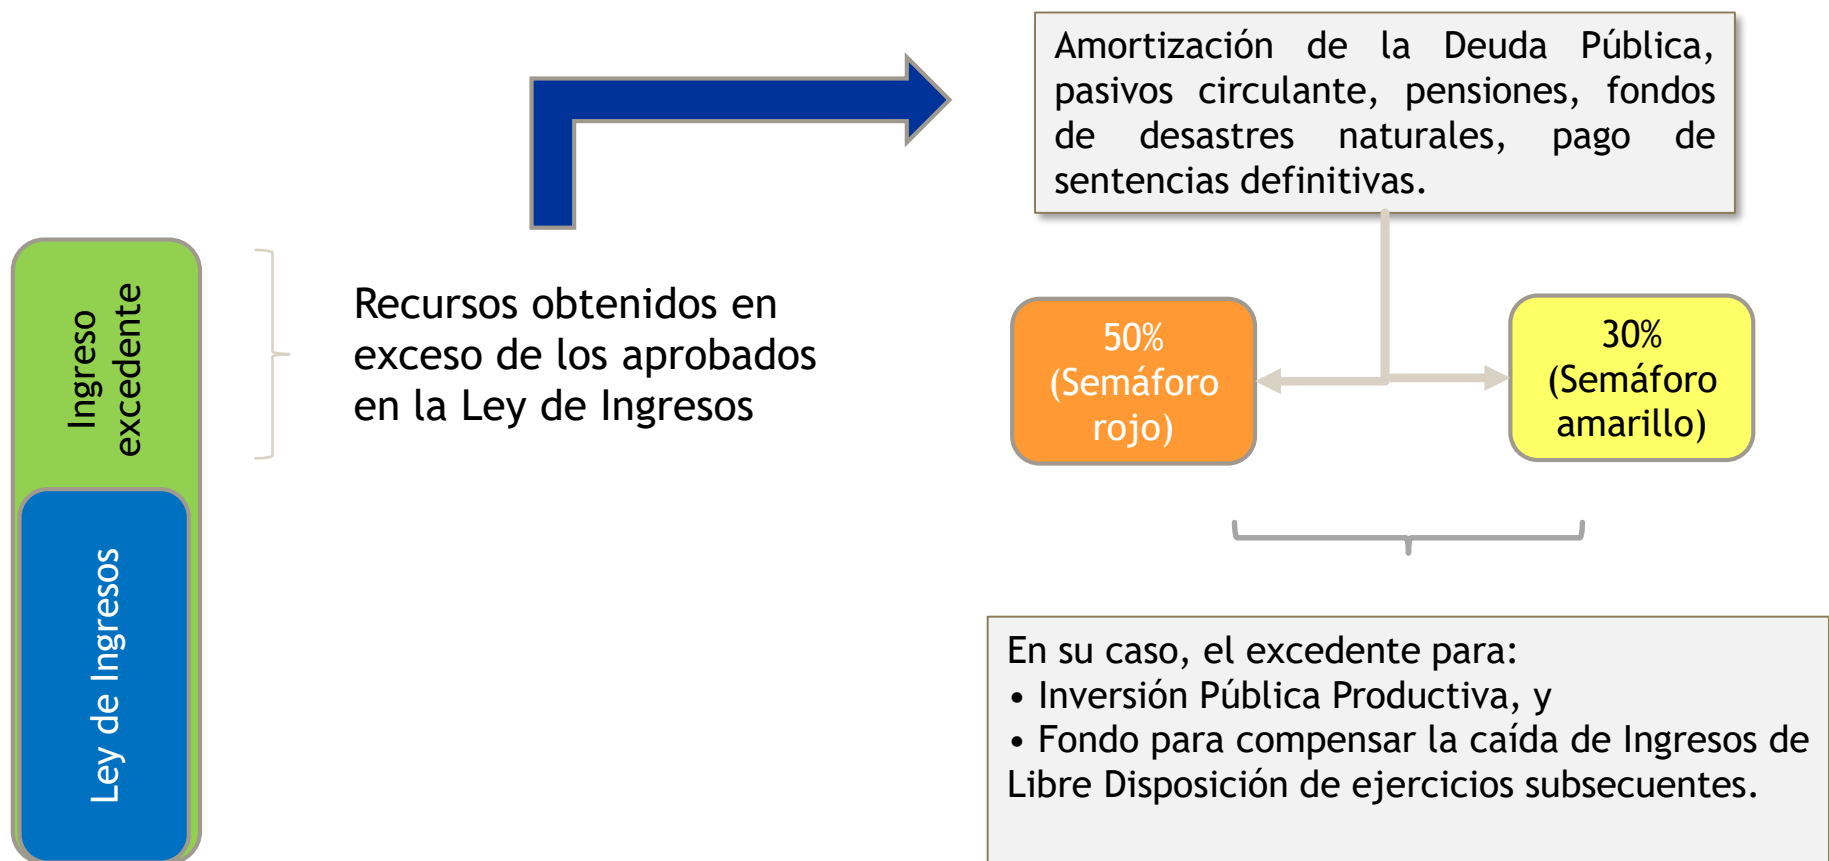 Amortización de la Deuda Pública,
pasivos circulante, pensiones, fondos
de desastres naturales, pago de
sentencias definitivas.
Ingreso
excedente
Recursos obtenidos en
exceso de los aprobados
en la Ley de Ingresos
50%
(Semáforo
rojo)
30%
(Semáforo
amarillo)
Ley de Ingresos
En su caso, el excedente para:
• Inversión Pública Productiva, y
• Fondo para compensar la caída de Ingresos de
Libre Disposición de ejercicios subsecuentes.